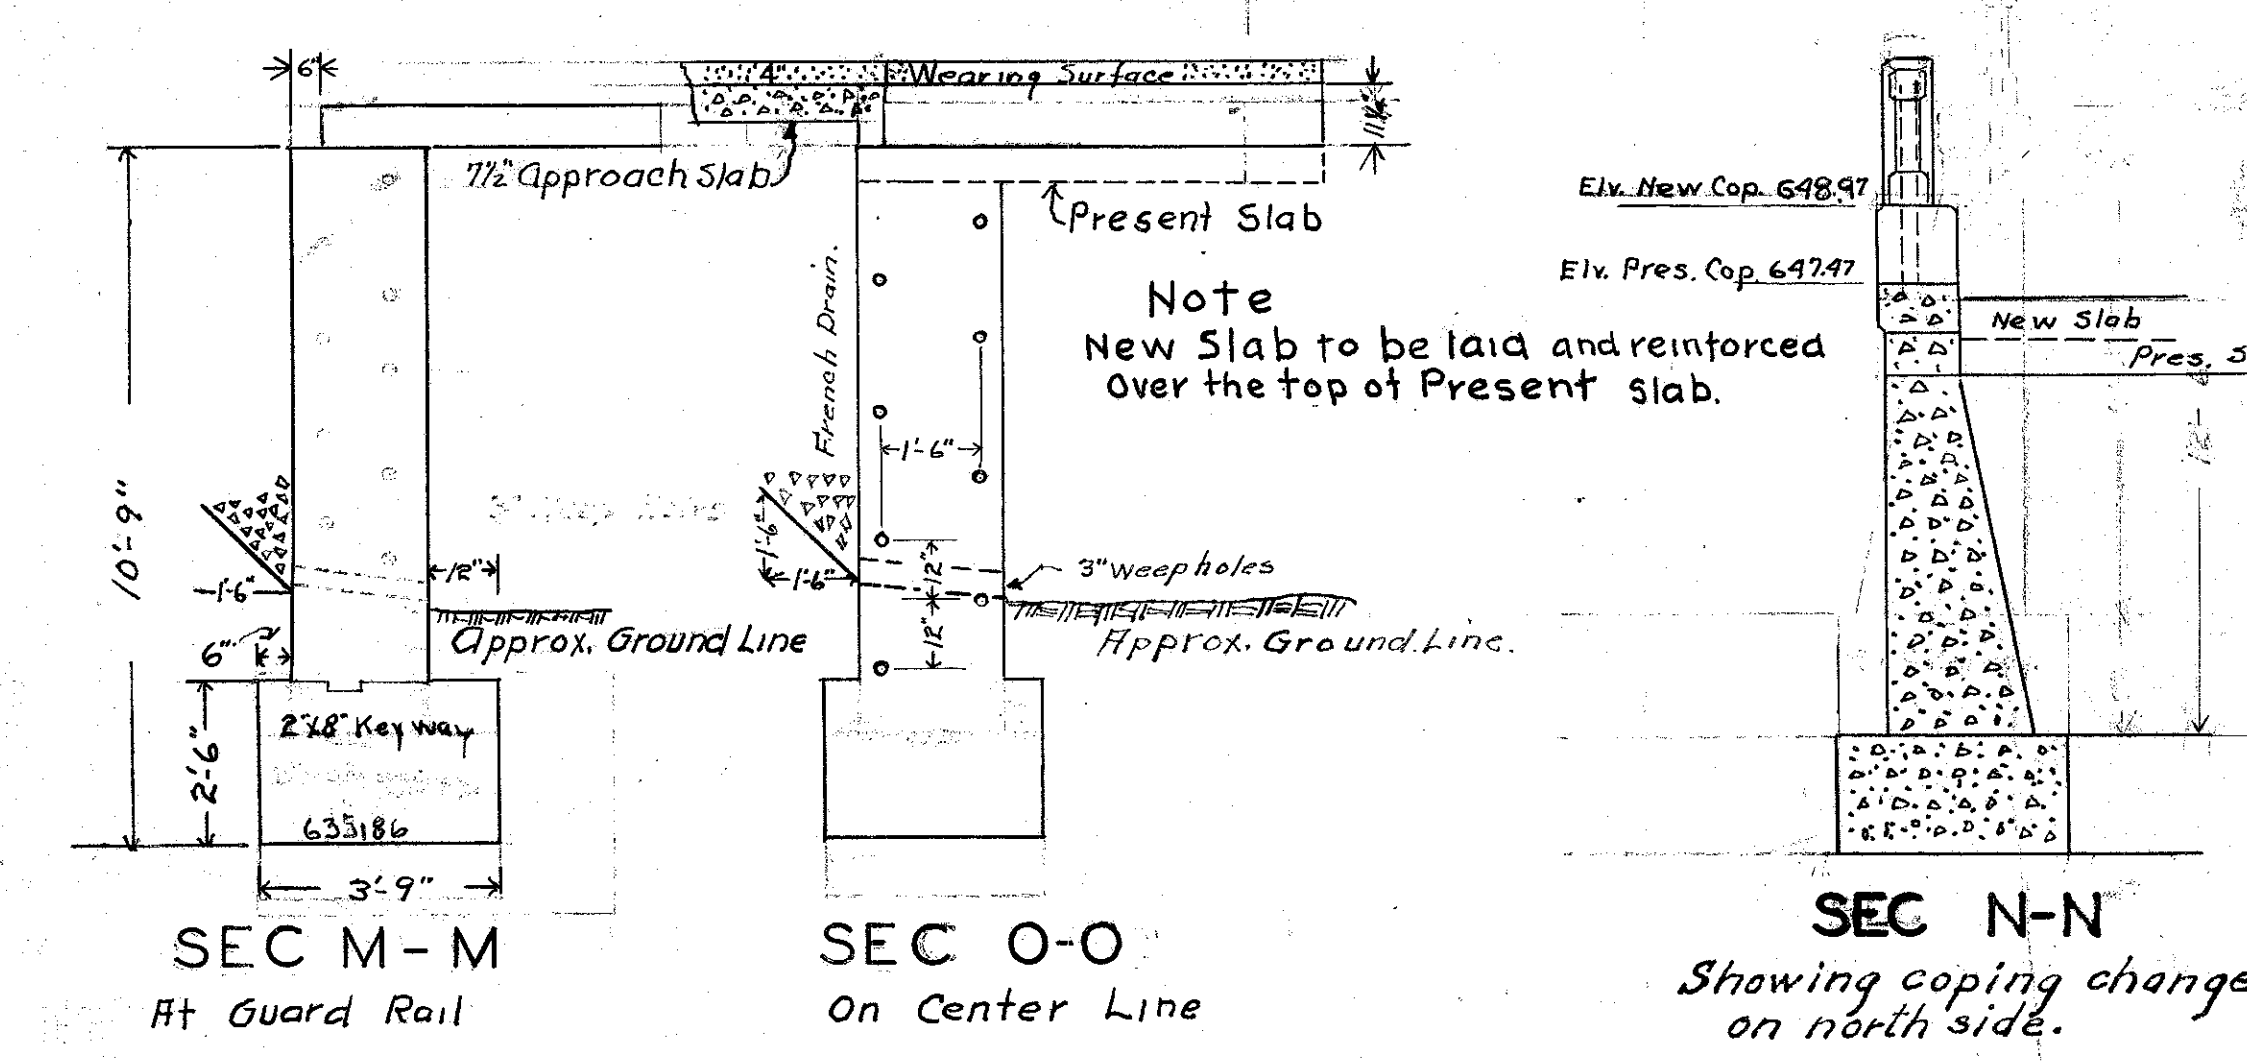 6"
4" Wearing Surface
11¼"
7½" Approach Slab
Present Slab
French Drain.
Note
New Slab to be laid and reinforced
Over the top of Present Slab.
10'-9"
1'-6"
12"
Approx. Ground Line
6"
2'-6"
2"x8" Keyway
3'-9"
SEC M-M
At Guard Rail
1'-6"
1'-6"
1'-6"
12"
12"
3" Weep holes
Approx. Ground Line.
SEC O-O
On Center Line
Elv. New Cop. 648.97
Elv. Pres. Cop. 647.47
New Slab
Pres. S
SEC N-N
Showing coping change
on north side.